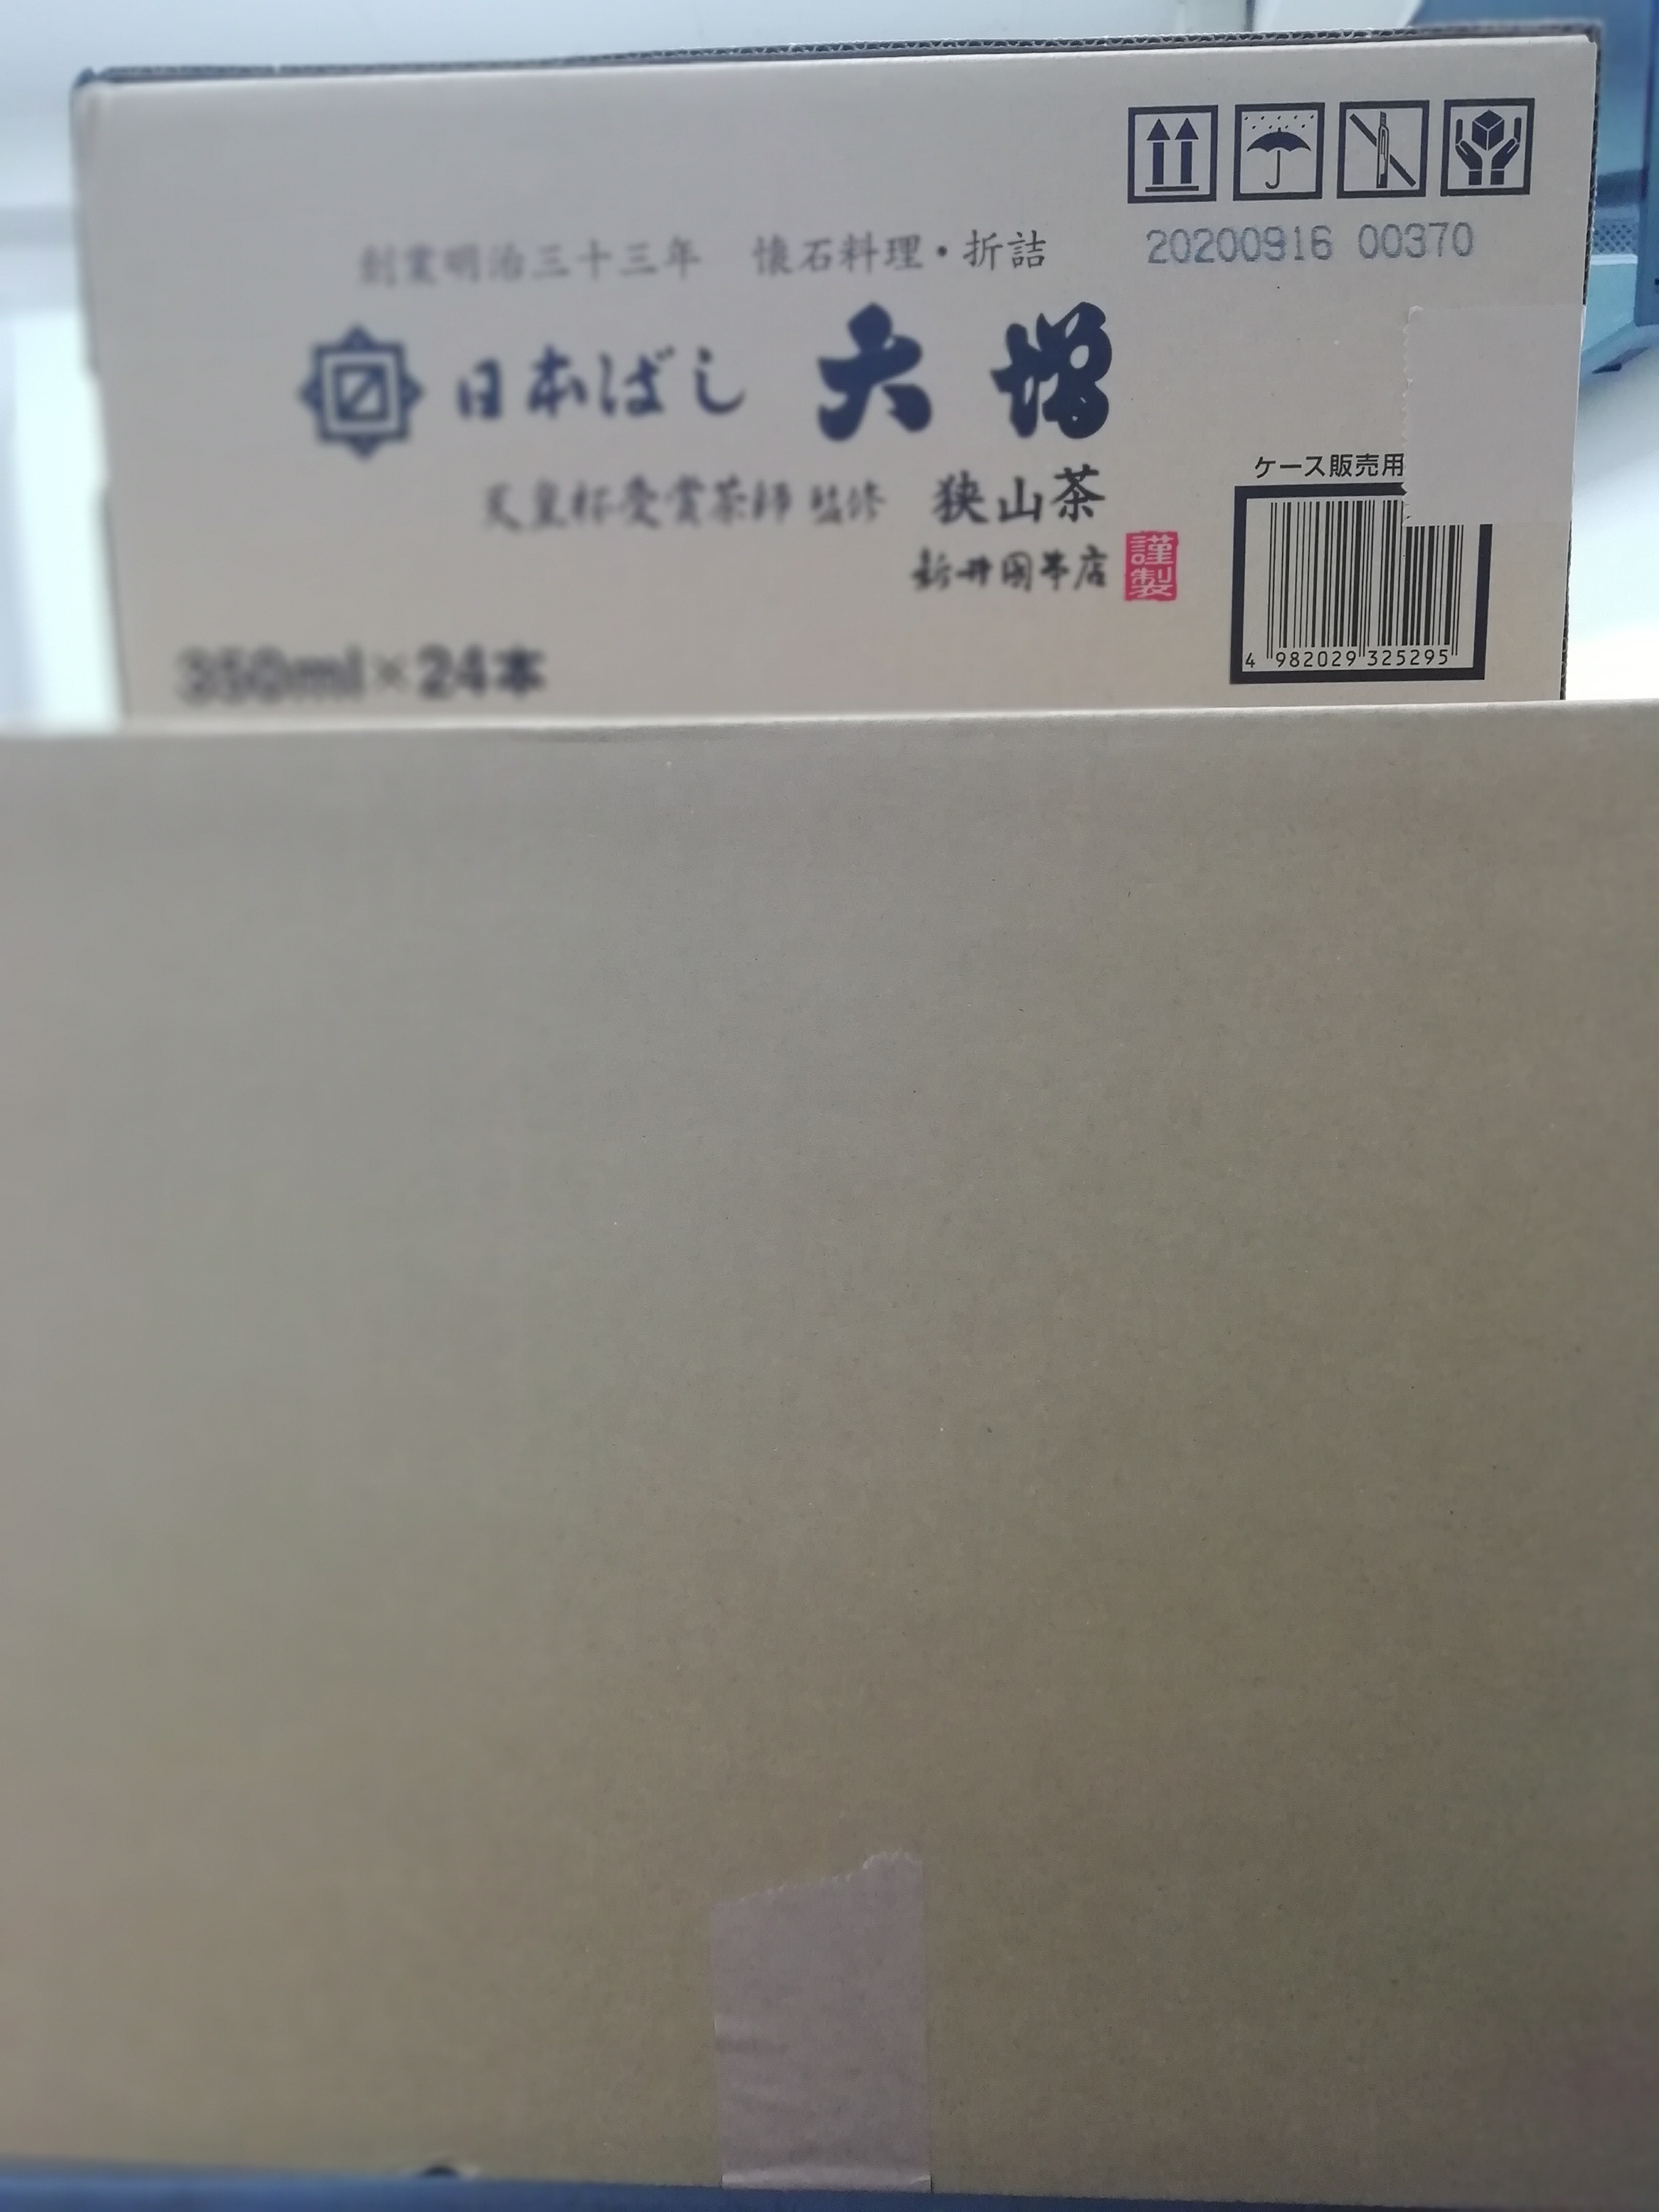 創業明治三十三年 懐石料理・折詰
20200916 00370
日本ばし 大増
ケース販売用
天皇杯受賞茶師 監修 狭山茶
新井園本店
謹製
4 982029 325295
350ml×24本